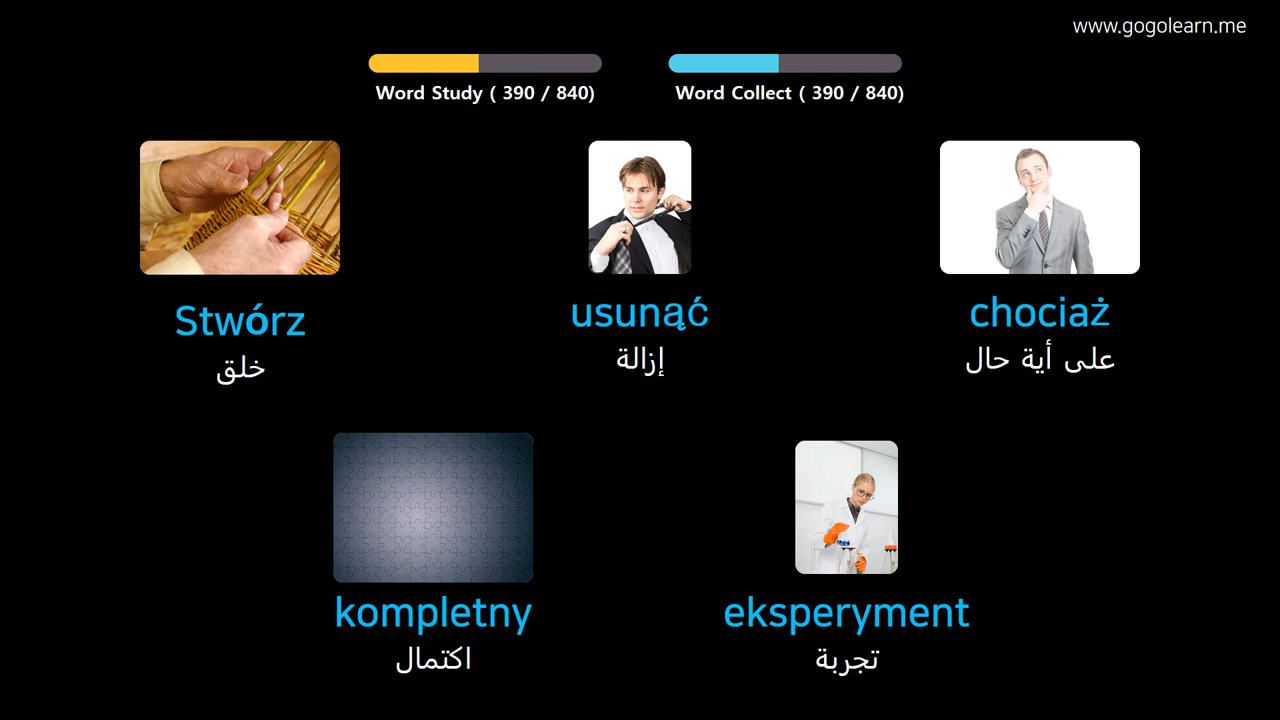 www.gogolearn.me
Word Study ( 390 / 840)
Word Collect ( 390 / 840)
Stwórz
خلق
usunąć
إزالة
chociaż
على أية حال
kompletny
اكتمال
eksperyment
تجربة